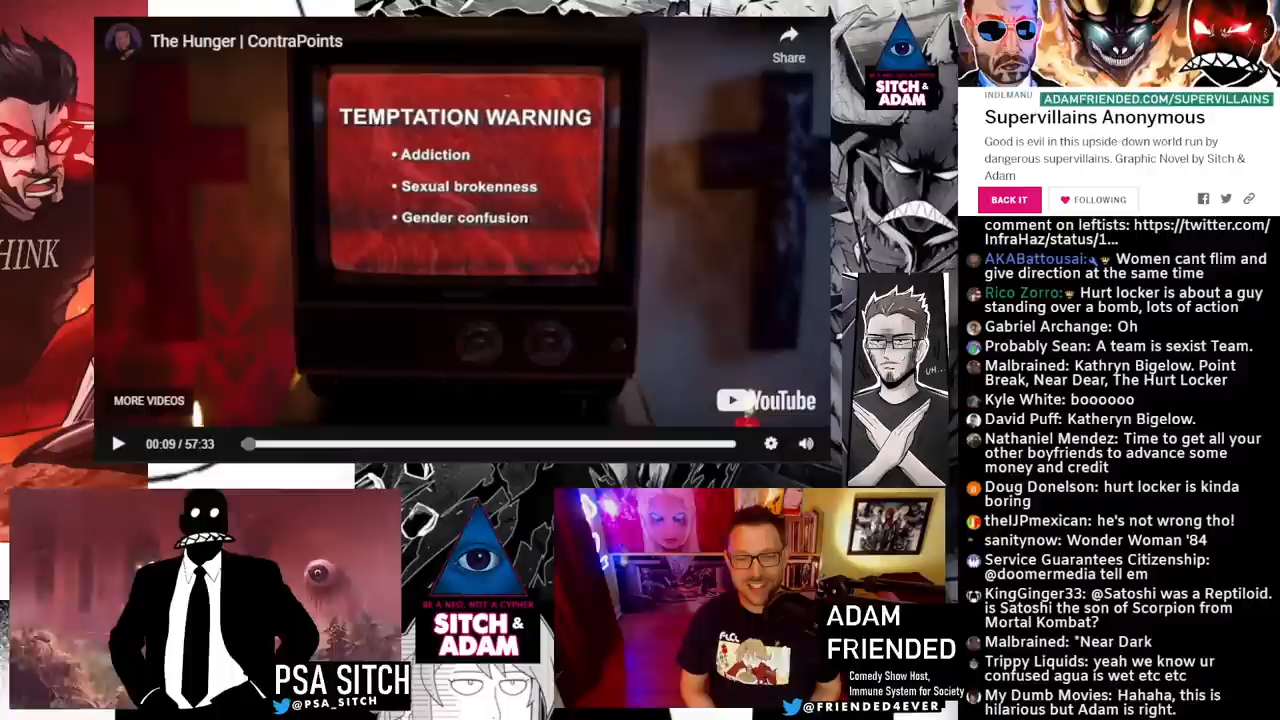 The Hunger | ContraPoints
Share
TEMPTATION WARNING
• Addiction
• Sexual brokenness
• Gender confusion
MORE VIDEOS
YouTube
00:09 / 57:33
HINK
SITCH &
ADAM
UH...
INDEMAND
ADAMFRIENDED.COM/SUPERVILLAINS
Supervillains Anonymous
Good is evil in this upside-down world run by
dangerous supervillains. Graphic Novel by Sitch &
Adam
BACK IT
FOLLOWING
comment on leftists: https://twitter.com/
InfraHaz/status/1...
AKABattousai: Women cant flim and
give direction at the same time
Rico Zorro: Hurt locker is about a guy
standing over a bomb, lots of action
Gabriel Archange: Oh
Probably Sean: A team is sexist Team.
Malbrained: Kathryn Bigelow. Point
Break, Near Dear, The Hurt Locker
Kyle White: boooooo
David Puff: Katheryn Bigelow.
Nathaniel Mendez: Time to get all your
other boyfriends to advance some
money and credit
Doug Donelson: hurt locker is kinda
boring
theIJPmexican: he's not wrong tho!
sanitynow: Wonder Woman '84
Service Guarantees Citizenship:
@doomermedia tell em
KingGinger33: @Satoshi was a Reptiloid.
is Satoshi the son of Scorpion from
Mortal Kombat?
Malbrained: *Near Dark
Trippy Liquids: yeah we know ur
confused agua is wet etc etc
My Dumb Movies: Hahaha, this is
hilarious but Adam is right.
BE A NEO, NOT A CYPHER
SITCH &
ADAM
PSA SITCH
@PSA_SITCH
FLCL
ADAM
FRIENDED
Comedy Show Host,
Immune System for Society
@FRIENDED4EVER